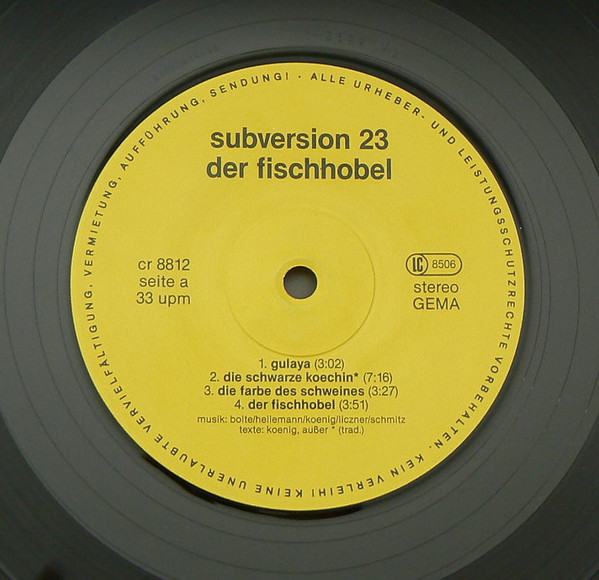 ALLE URHEBER- UND LEISTUNGSSCHUTZRECHTE VORBEHALTEN. KEIN VERLEIH! KEINE UNERLAUBTE VERVIELFÄLTIGUNG, VERMIETUNG, AUFFÜHRUNG, SENDUNG! ·
subversion 23
der fischhobel
cr 8812
seite a
33 upm
LC 8506
stereo
GEMA
1. gulaya (3:02)
2. die schwarze koechin* (7:16)
3. die farbe des schweines (3:27)
4. der fischhobel (3:51)
musik: bolte/hellemann/koenig/liczner/schmitz
texte: koenig, außer * (trad.)